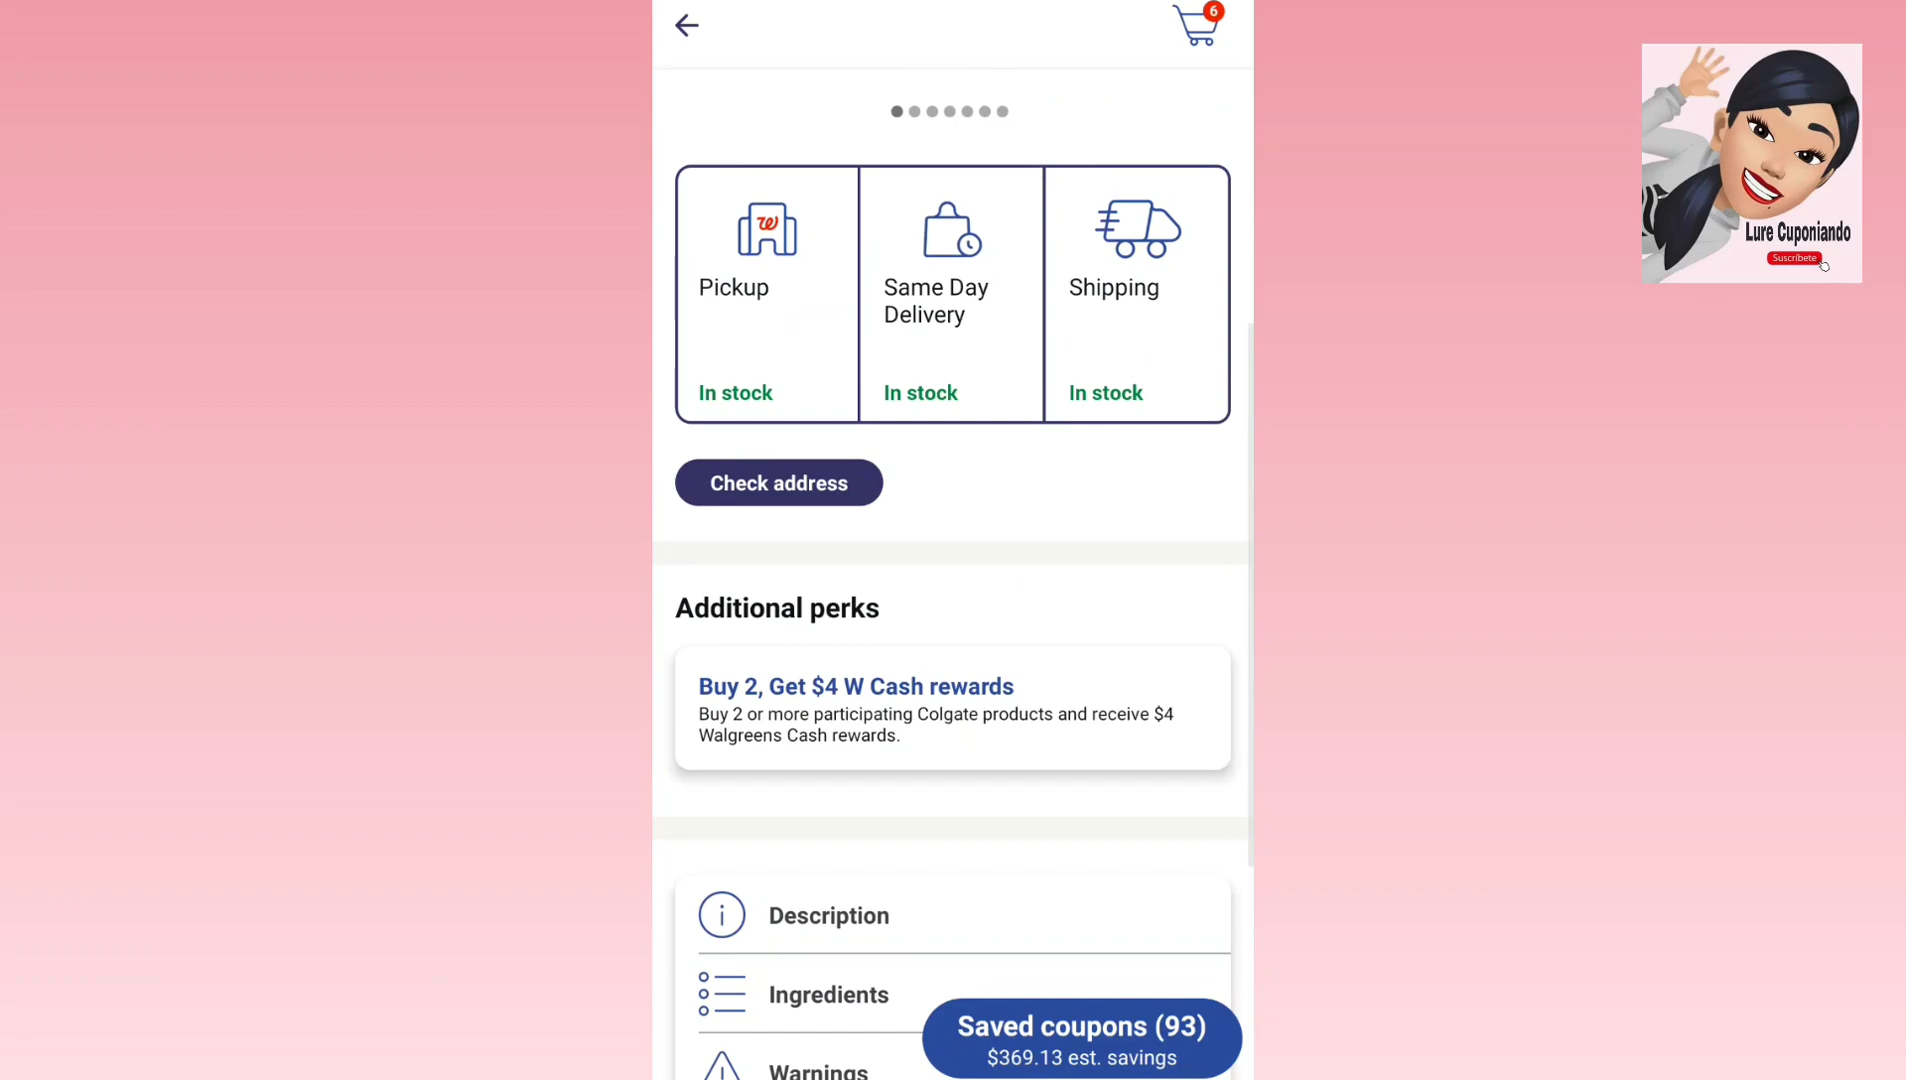 6
Lure Cuponiando
Suscríbete
Pickup
In stock
Same Day
Delivery
In stock
Shipping
In stock
Check address
Additional perks
Buy 2, Get $4 W Cash rewards
Buy 2 or more participating Colgate products and receive $4
Walgreens Cash rewards.
Description
Ingredients
Warnings
Saved coupons (93)
$369.13 est. savings